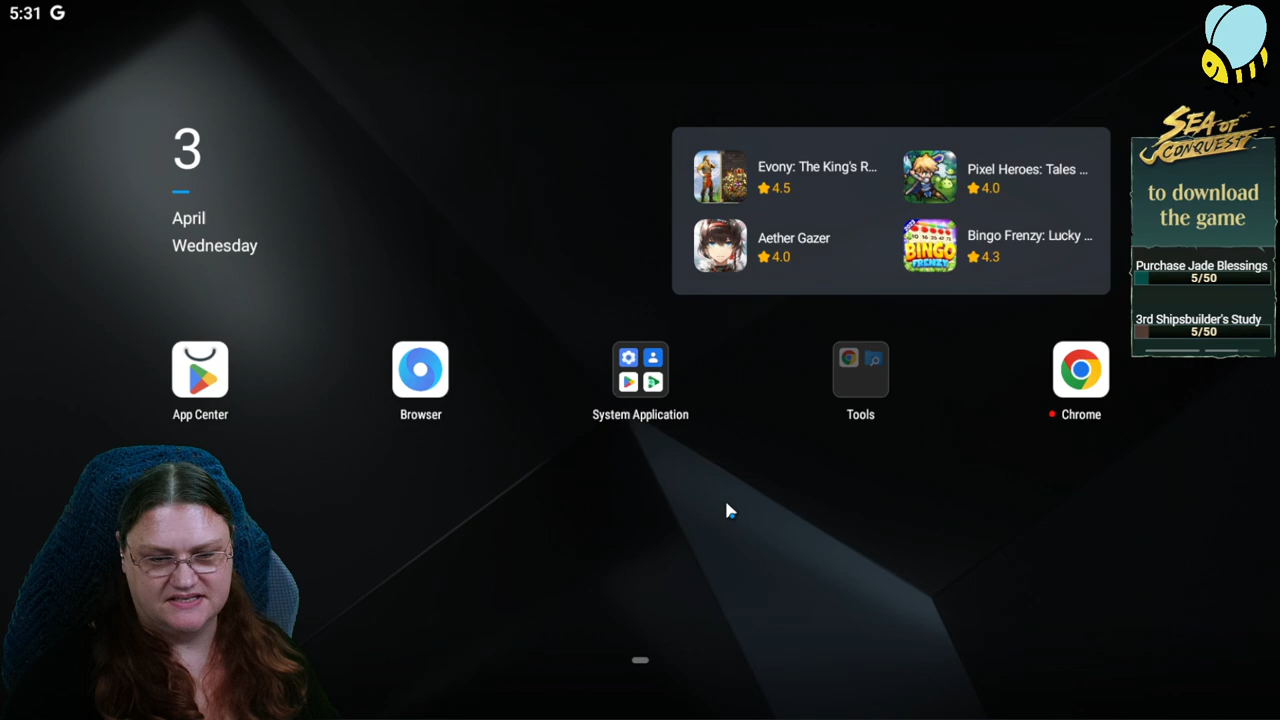 5:31 G
3
April
Wednesday
Evony: The King's R...
4.5
Pixel Heroes: Tales ...
4.0
Aether Gazer
4.0
Bingo Frenzy: Lucky ...
4.3
BINGO
FRENZY
SEA OF
CONQUEST
to download
the game
Purchase Jade Blessings
5/50
3rd Shipsbuilder's Study
5/50
App Center
Browser
System Application
Tools
Chrome